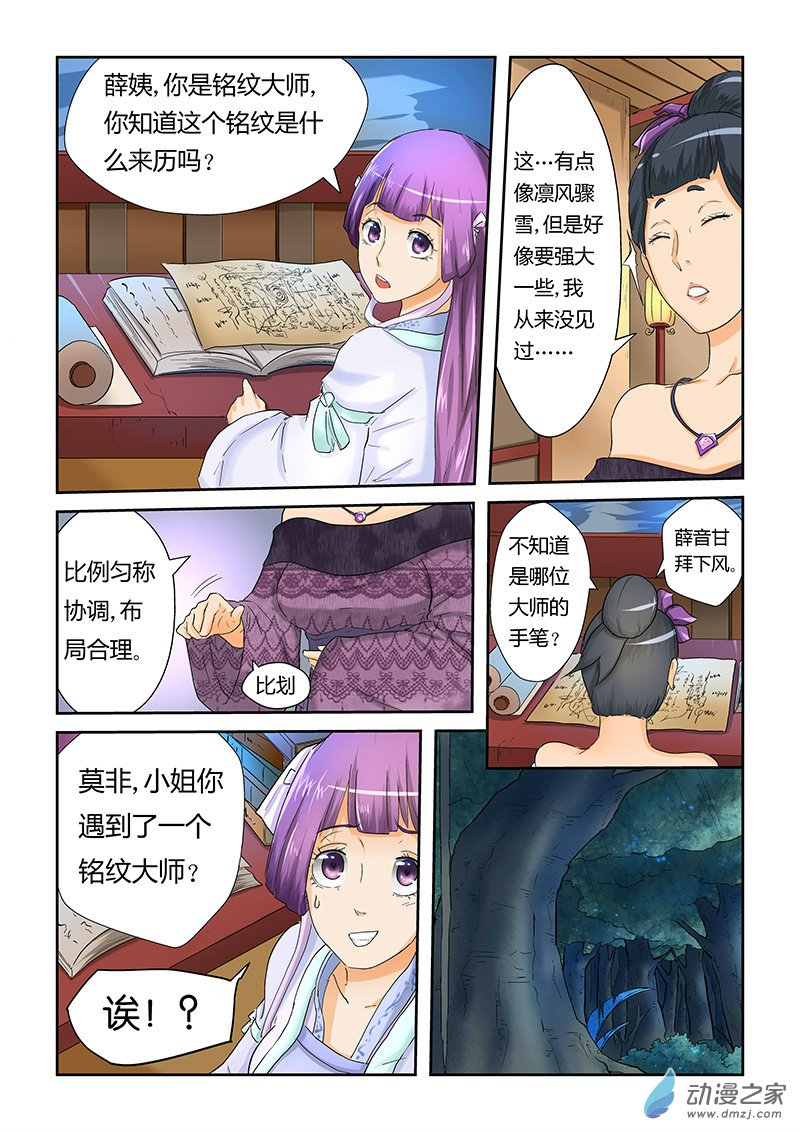 薛姨,你是铭纹大师,
你知道这个铭纹是什
么来历吗?
这…有点
像凛风骤
雪,但是好
像要强大
一些,我
从来没见
过……
比例匀称
协调,布
局合理。
比划
不知道
是哪位
大师的
手笔?
薛音甘
拜下风。
莫非,小姐你
遇到了一个
铭纹大师?
诶!?
动漫之家
www.dmzj.com